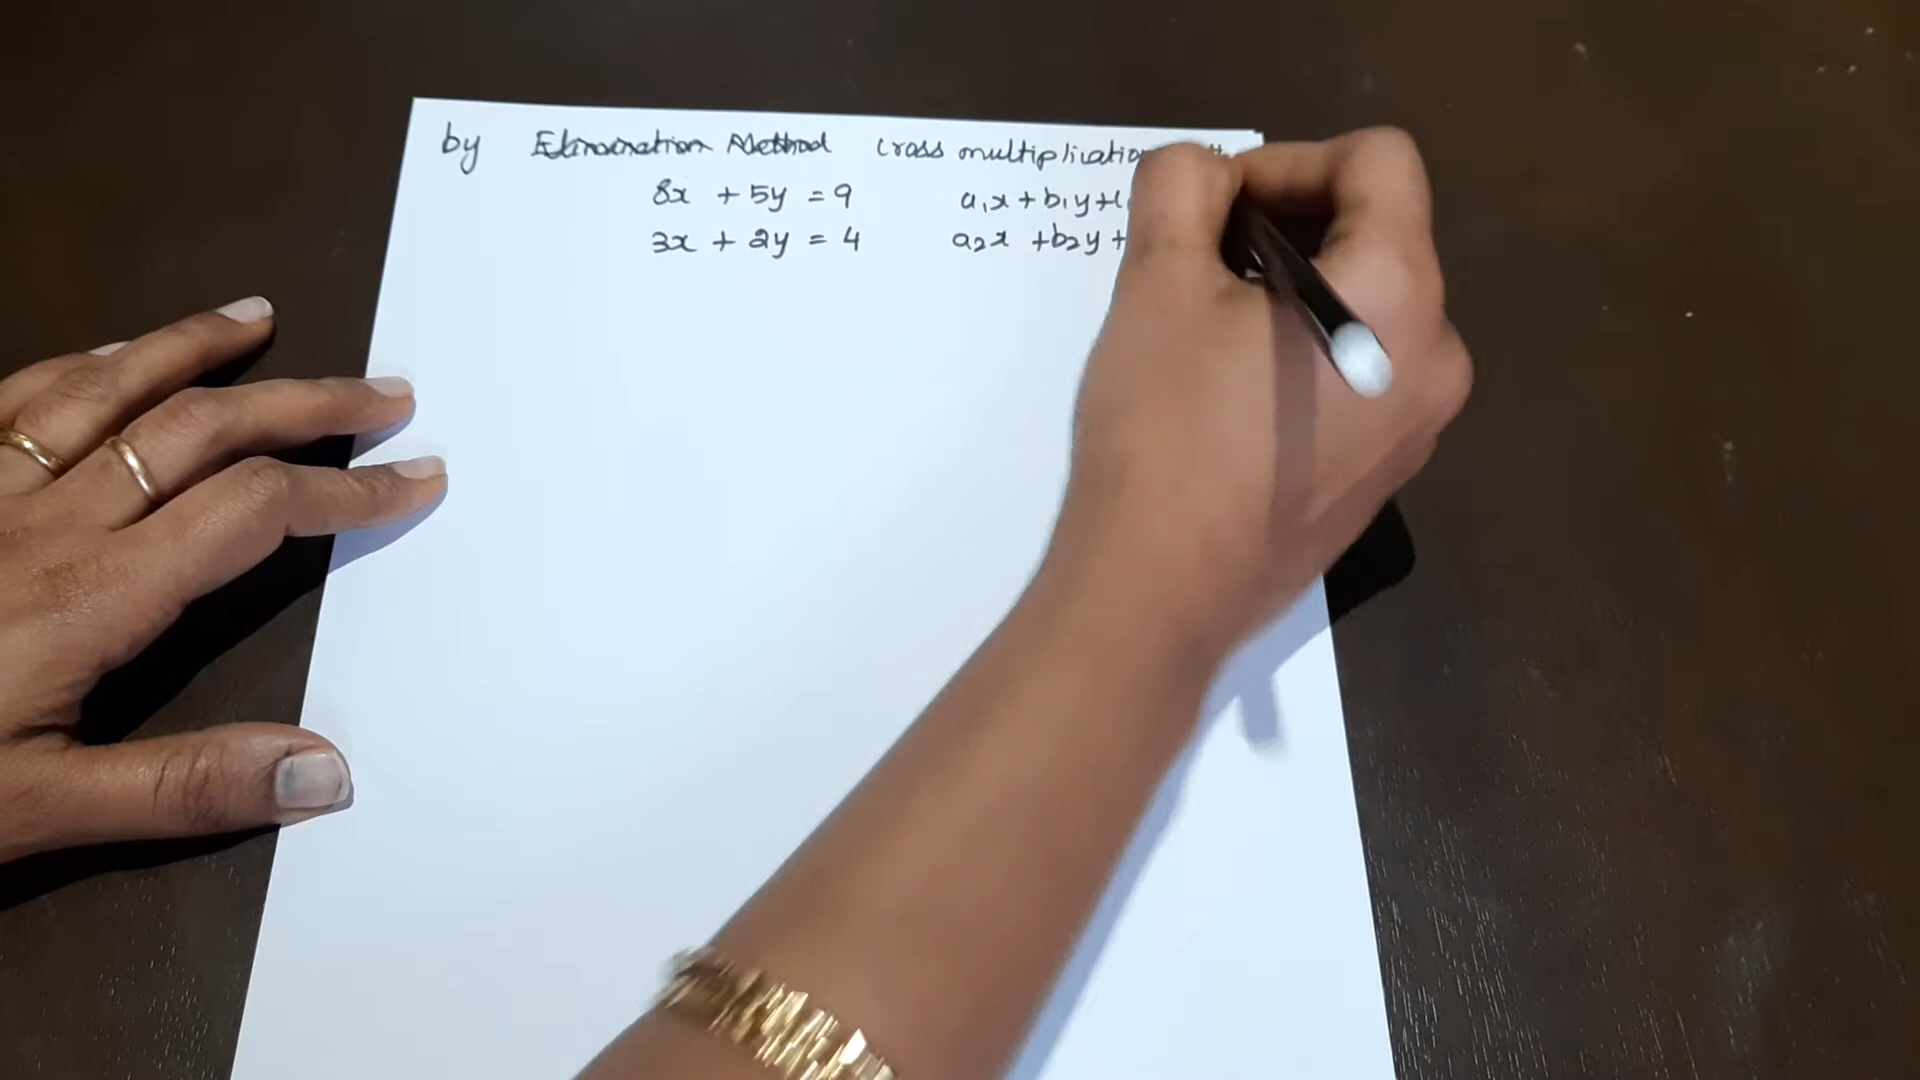 by Elimination Method Cross multiplication
8x + 5y = 9 a₁x + b₁y +
3x + 2y = 4 a₂x + b₂y +